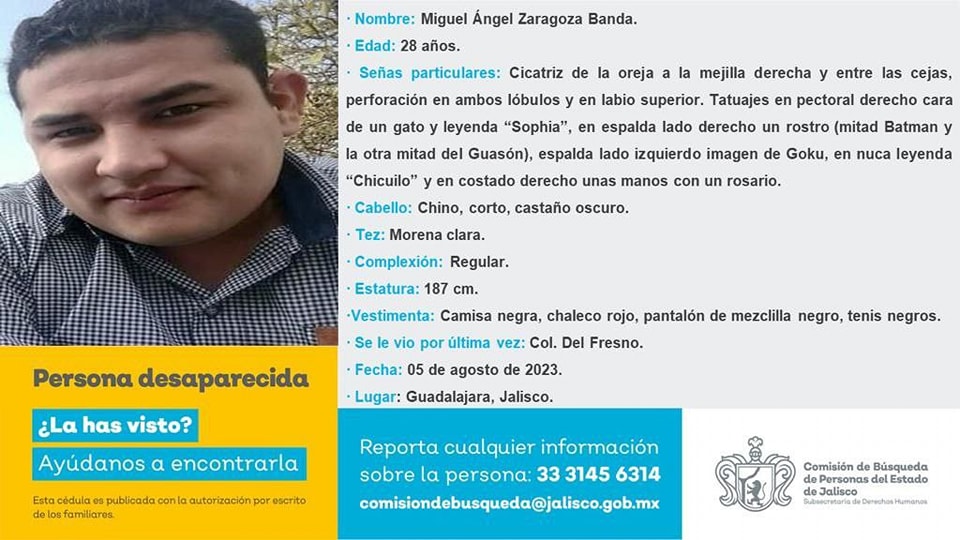 · Nombre: Miguel Ángel Zaragoza Banda.
· Edad: 28 años.
· Señas particulares: Cicatriz de la oreja a la mejilla derecha y entre las cejas,
perforación en ambos lóbulos y en labio superior. Tatuajes en pectoral derecho cara
de un gato y leyenda “Sophia”, en espalda lado derecho un rostro (mitad Batman y
la otra mitad del Guasón), espalda lado izquierdo imagen de Goku, en nuca leyenda
“Chicuilo” y en costado derecho unas manos con un rosario.
· Cabello: Chino, corto, castaño oscuro.
· Tez: Morena clara.
· Complexión: Regular.
· Estatura: 187 cm.
·Vestimenta: Camisa negra, chaleco rojo, pantalón de mezclilla negro, tenis negros.
· Se le vio por última vez: Col. Del Fresno.
· Fecha: 05 de agosto de 2023.
· Lugar: Guadalajara, Jalisco.
Persona desaparecida
¿La has visto?
Ayúdanos a encontrarla
Esta cédula es publicada con la autorización por escrito
de los familiares.
Reporta cualquier información
sobre la persona: 33 3145 6314
comisiondebusqueda@jalisco.gob.mx
Comisión de Búsqueda
de Personas del Estado
de Jalisco
Subsecretaría de Derechos Humanos